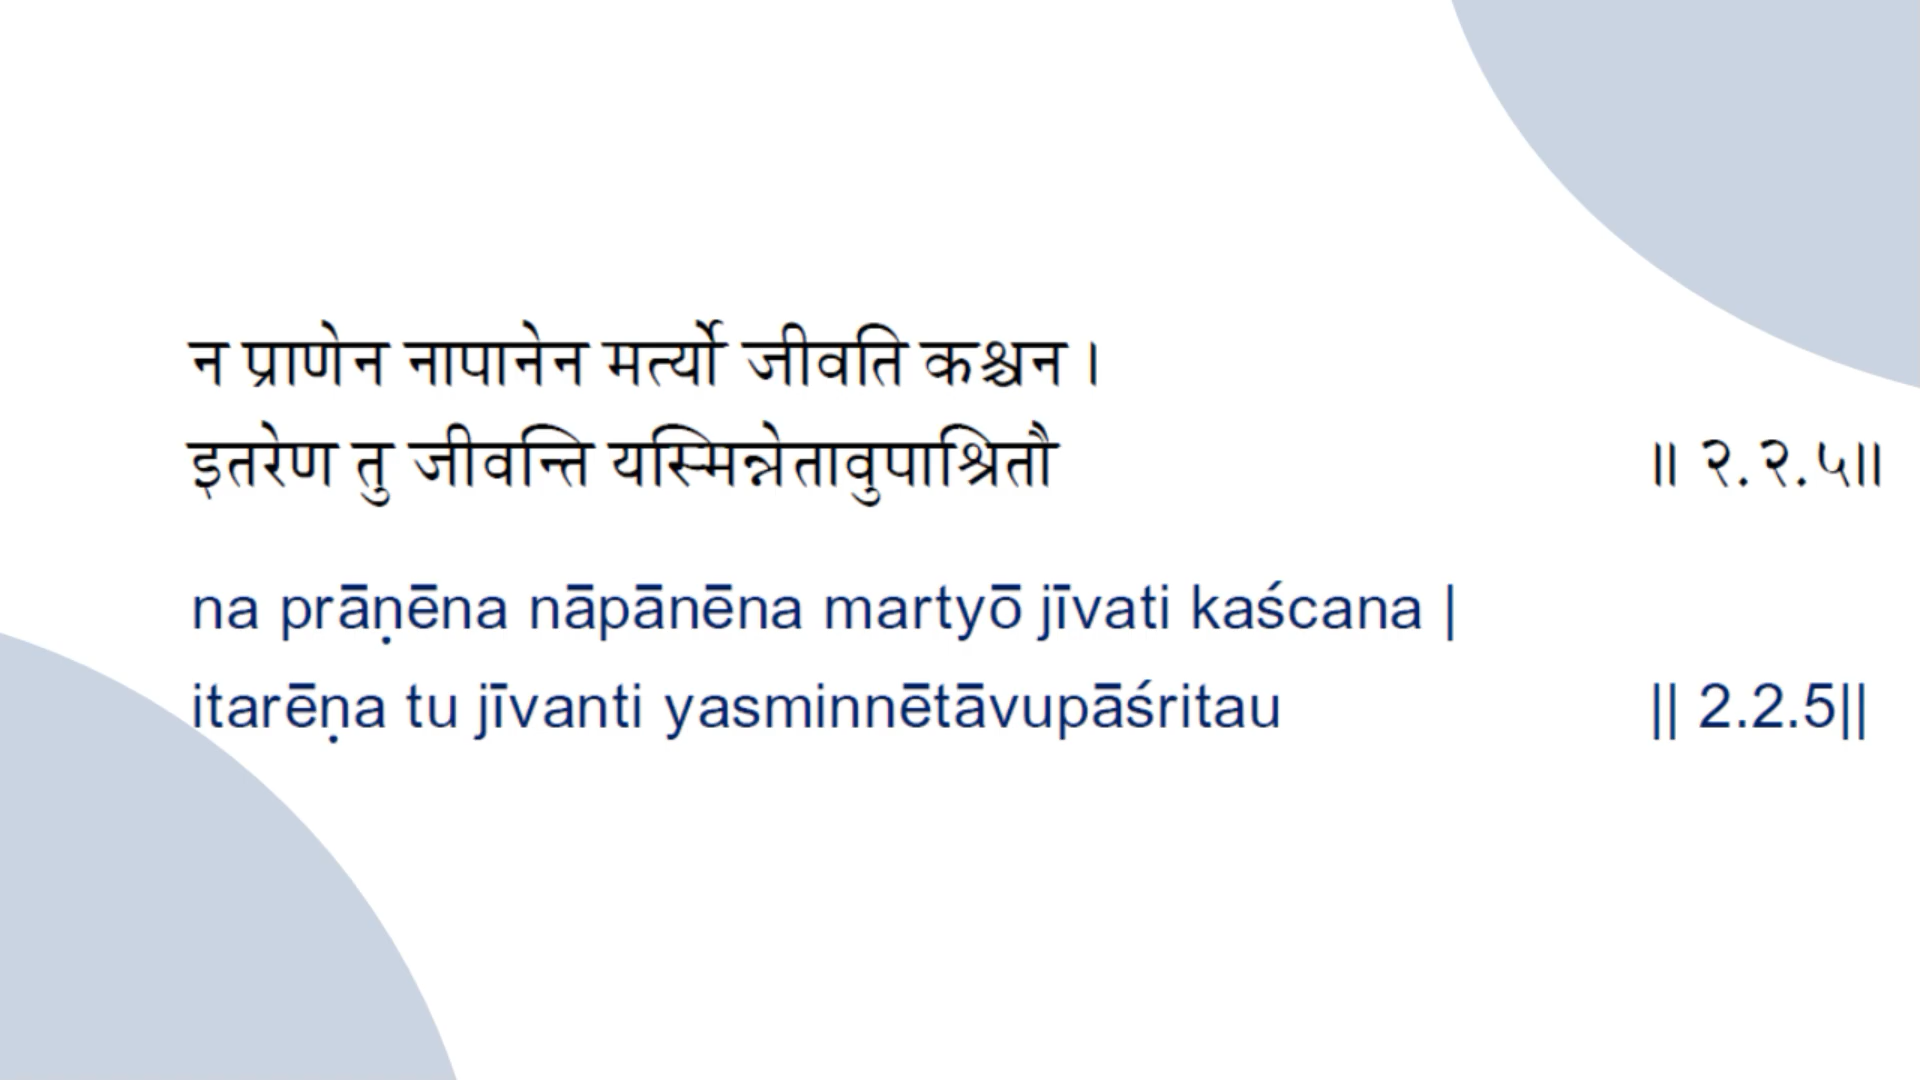 न प्राणेन नापानेन मर्त्यो जीवति कश्चन ।
इतरेण तु जीवन्ति यस्मिन्नेतावुपाश्रितौ ॥ २.२.५॥
na prāṇēna nāpānēna martyō jīvati kaścana |
itarēṇa tu jīvanti yasminnētāvupāśritau || 2.2.5||